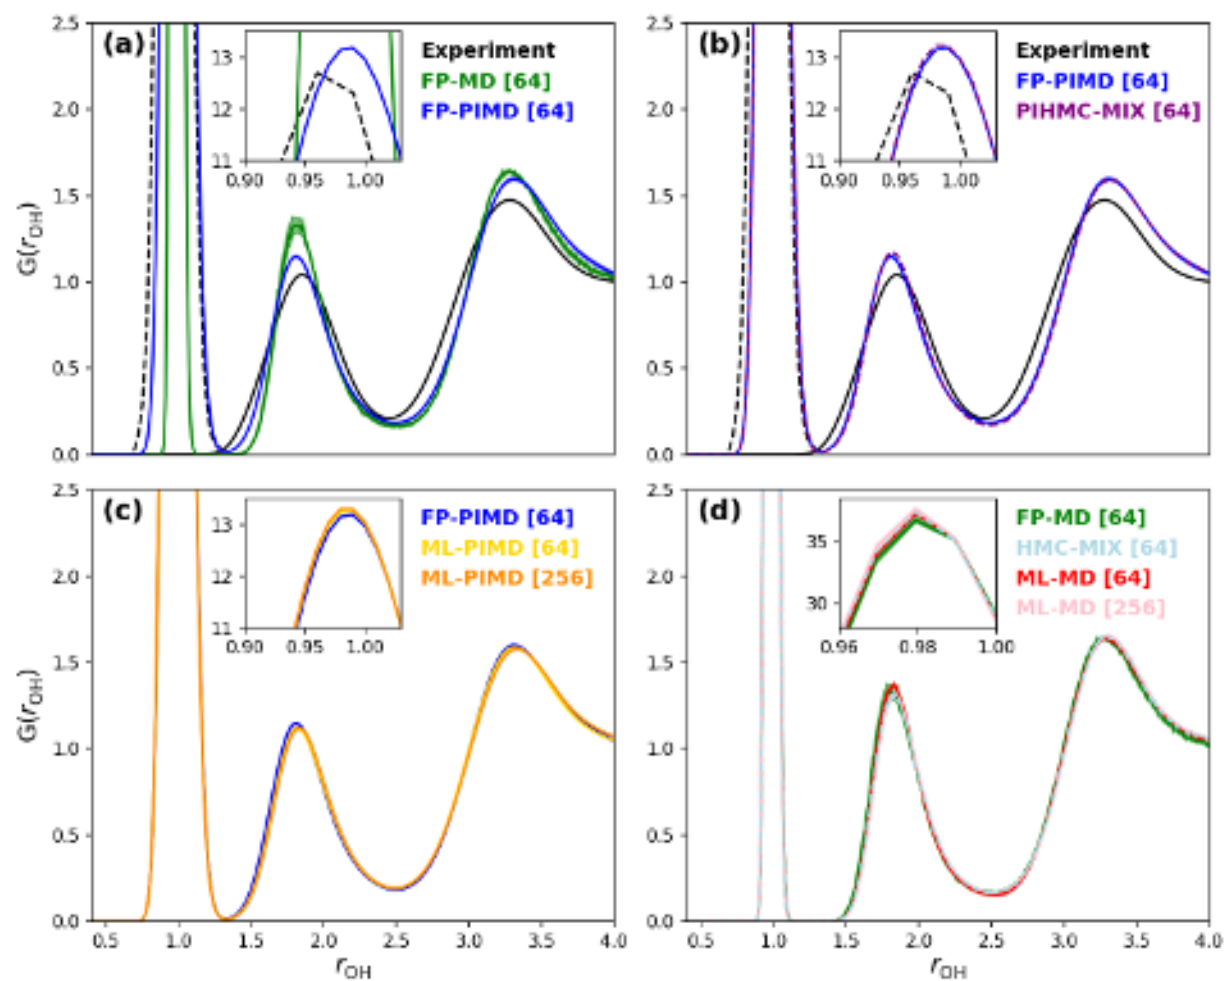 (a)
Experiment
FP-MD [64]
FP-PIMD [64]
13
12
11
0.90 0.95 1.00
2.5
2.0
1.5
1.0
0.5
0.0
G(rOH)
(b)
Experiment
FP-PIMD [64]
PIHMC-MIX [64]
13
12
11
0.90 0.95 1.00
2.5
2.0
1.5
1.0
0.5
0.0
(c)
FP-PIMD [64]
ML-PIMD [64]
ML-PIMD [256]
13
12
11
0.90 0.95 1.00
2.5
2.0
1.5
1.0
0.5
0.0
G(rOH)
0.5 1.0 1.5 2.0 2.5 3.0 3.5 4.0
rOH
(d)
FP-MD [64]
HMC-MIX [64]
ML-MD [64]
ML-MD [256]
35
30
0.96 0.98 1.00
2.5
2.0
1.5
1.0
0.5
0.0
0.5 1.0 1.5 2.0 2.5 3.0 3.5 4.0
rOH